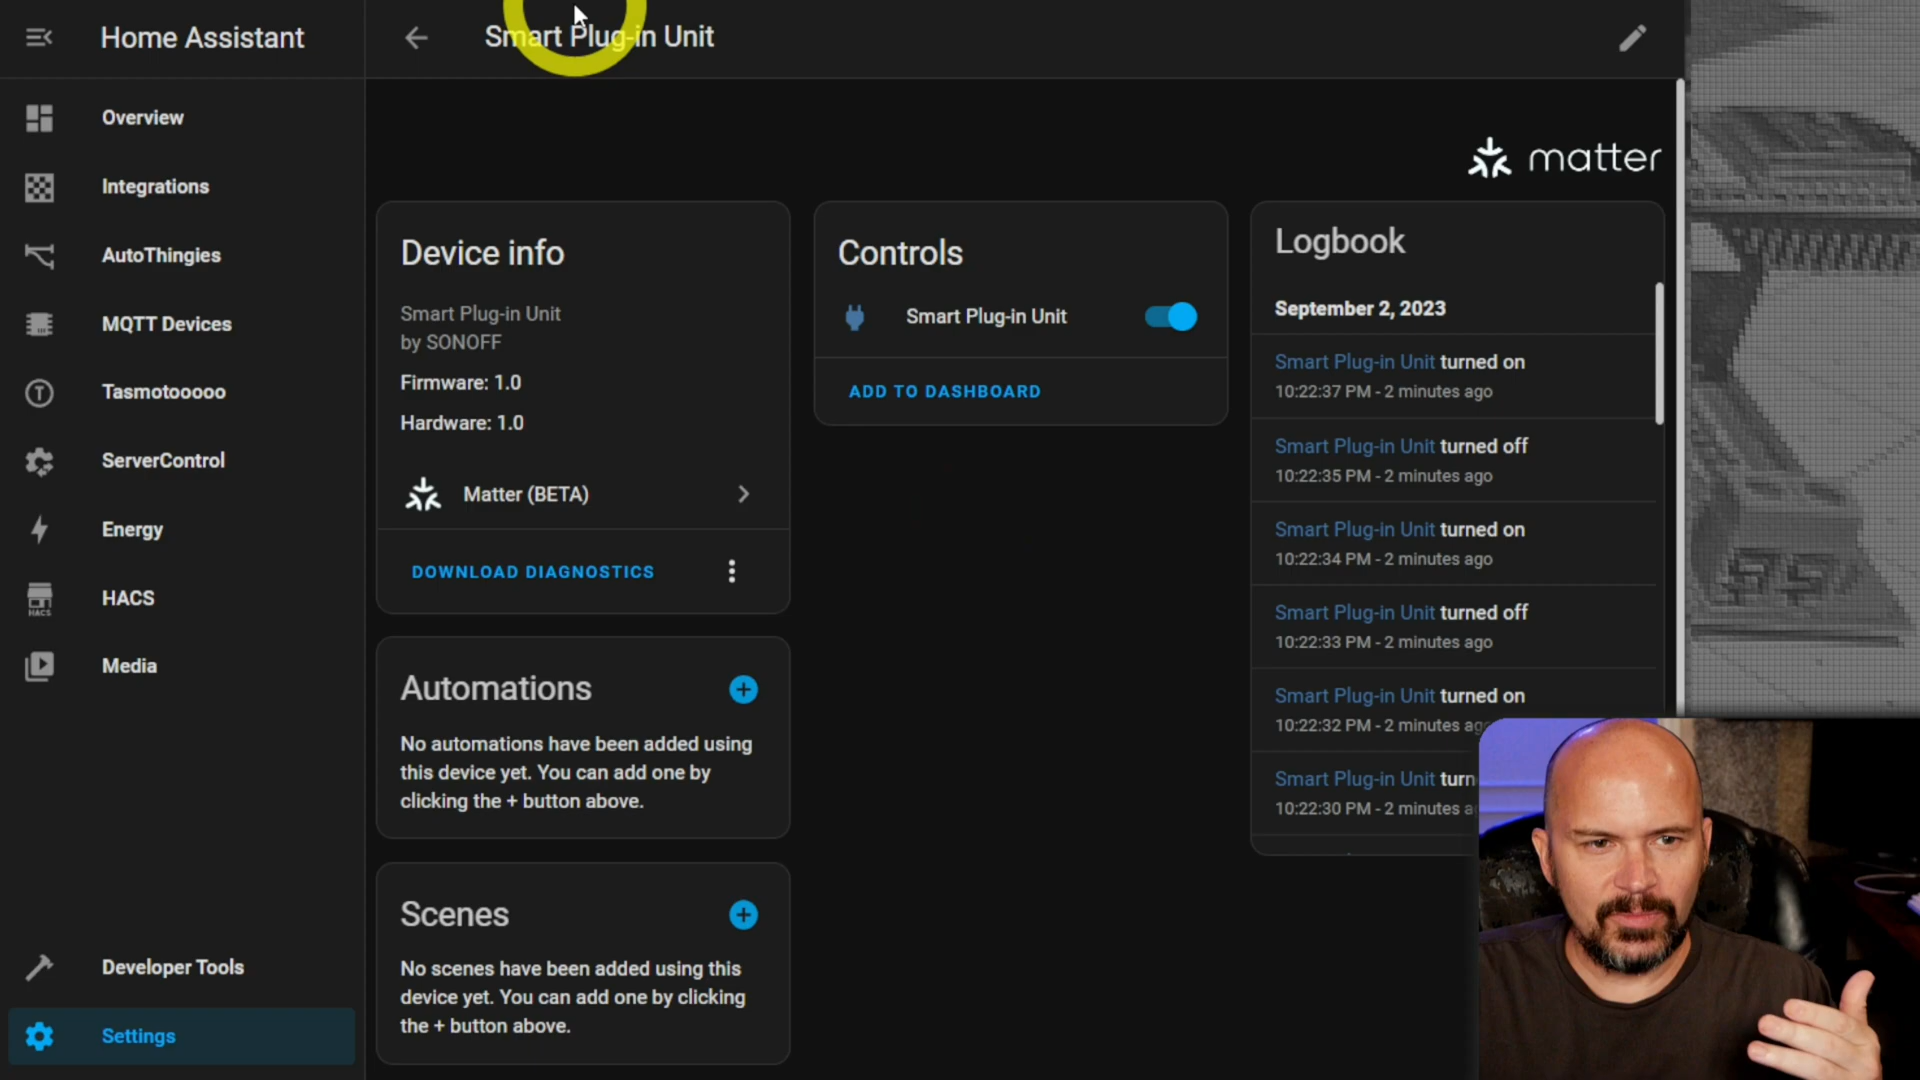 Home Assistant
Overview
Integrations
AutoThingies
MQTT Devices
Tasmotooooo
ServerControl
Energy
HACS
HACS
Media
Developer Tools
Settings
Smart Plug-in Unit
matter
Device info
Smart Plug-in Unit
by SONOFF
Firmware: 1.0
Hardware: 1.0
Matter (BETA)
DOWNLOAD DIAGNOSTICS
Automations
No automations have been added using
this device yet. You can add one by
clicking the + button above.
Scenes
No scenes have been added using this
device yet. You can add one by clicking
the + button above.
Controls
Smart Plug-in Unit
ADD TO DASHBOARD
Logbook
September 2, 2023
Smart Plug-in Unit turned on
10:22:37 PM - 2 minutes ago
Smart Plug-in Unit turned off
10:22:35 PM - 2 minutes ago
Smart Plug-in Unit turned on
10:22:34 PM - 2 minutes ago
Smart Plug-in Unit turned off
10:22:33 PM - 2 minutes ago
Smart Plug-in Unit turned on
10:22:32 PM - 2 minutes ago
Smart Plug-in Unit turn
10:22:30 PM - 2 minutes a